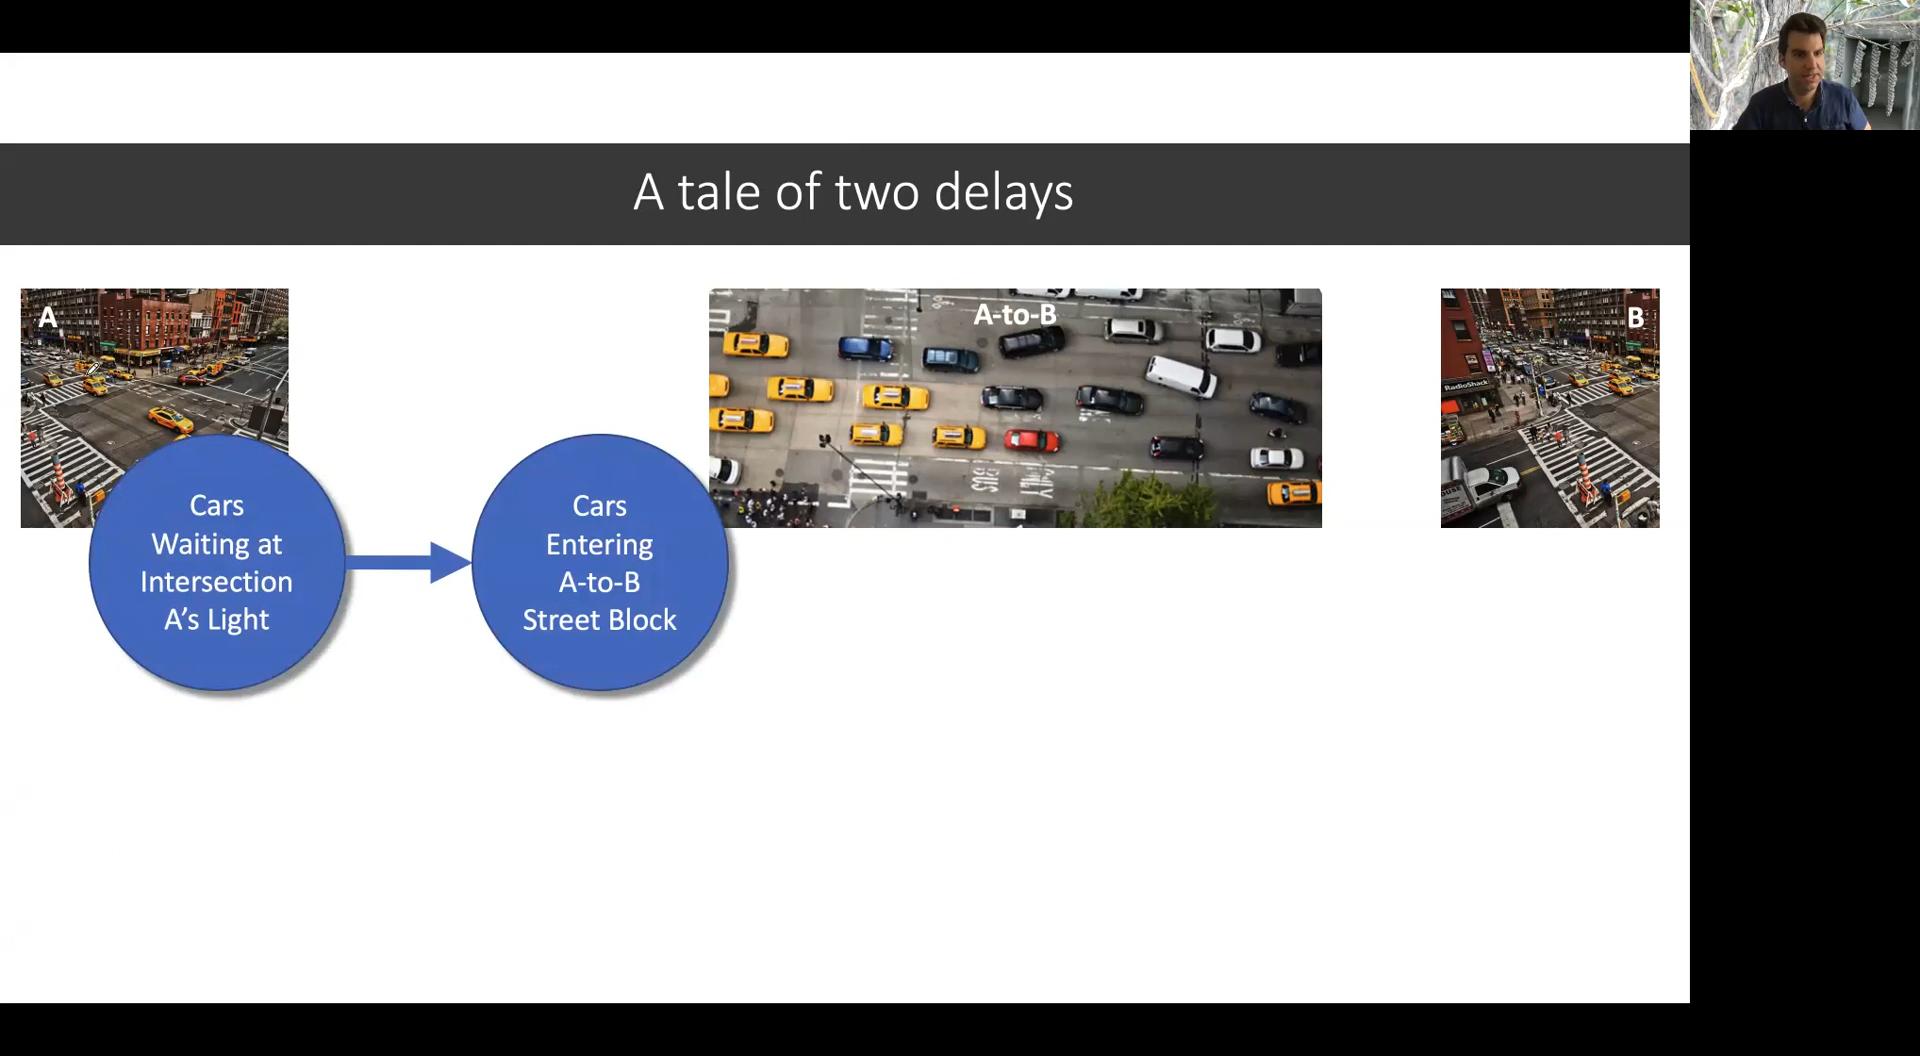 A tale of two delays
A
A-to-B
B
RadioShack
Cars
Waiting at
Intersection
A's Light
Cars
Entering
A-to-B
Street Block